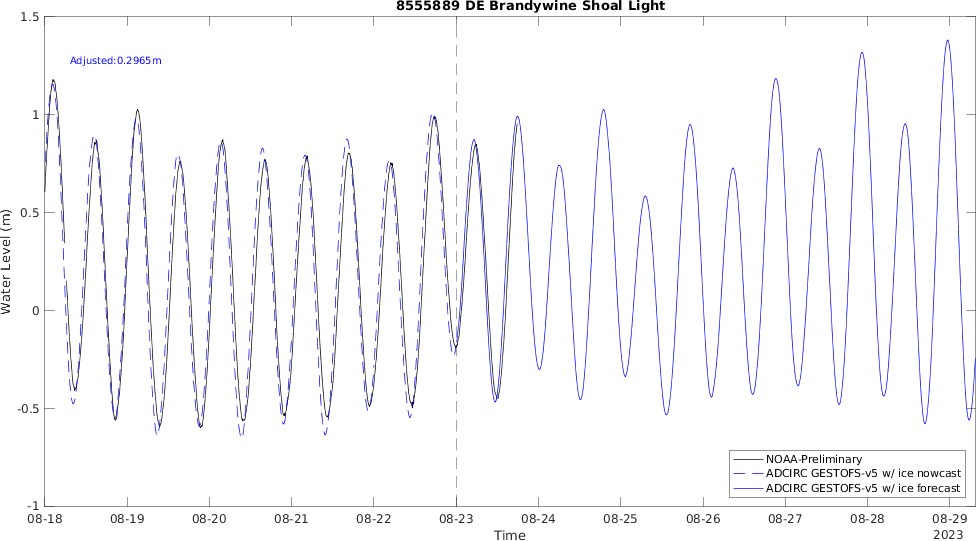 8555889 DE Brandywine Shoal Light
1.5
Adjusted:0.2965m
1
0.5
Water Level (m)
0
-0.5
NOAA-Preliminary
ADCIRC GESTOFS-v5 w/ ice nowcast
ADCIRC GESTOFS-v5 w/ ice forecast
-1
08-18 08-19 08-20 08-21 08-22 08-23 08-24 08-25 08-26 08-27 08-28 08-29
Time 2023